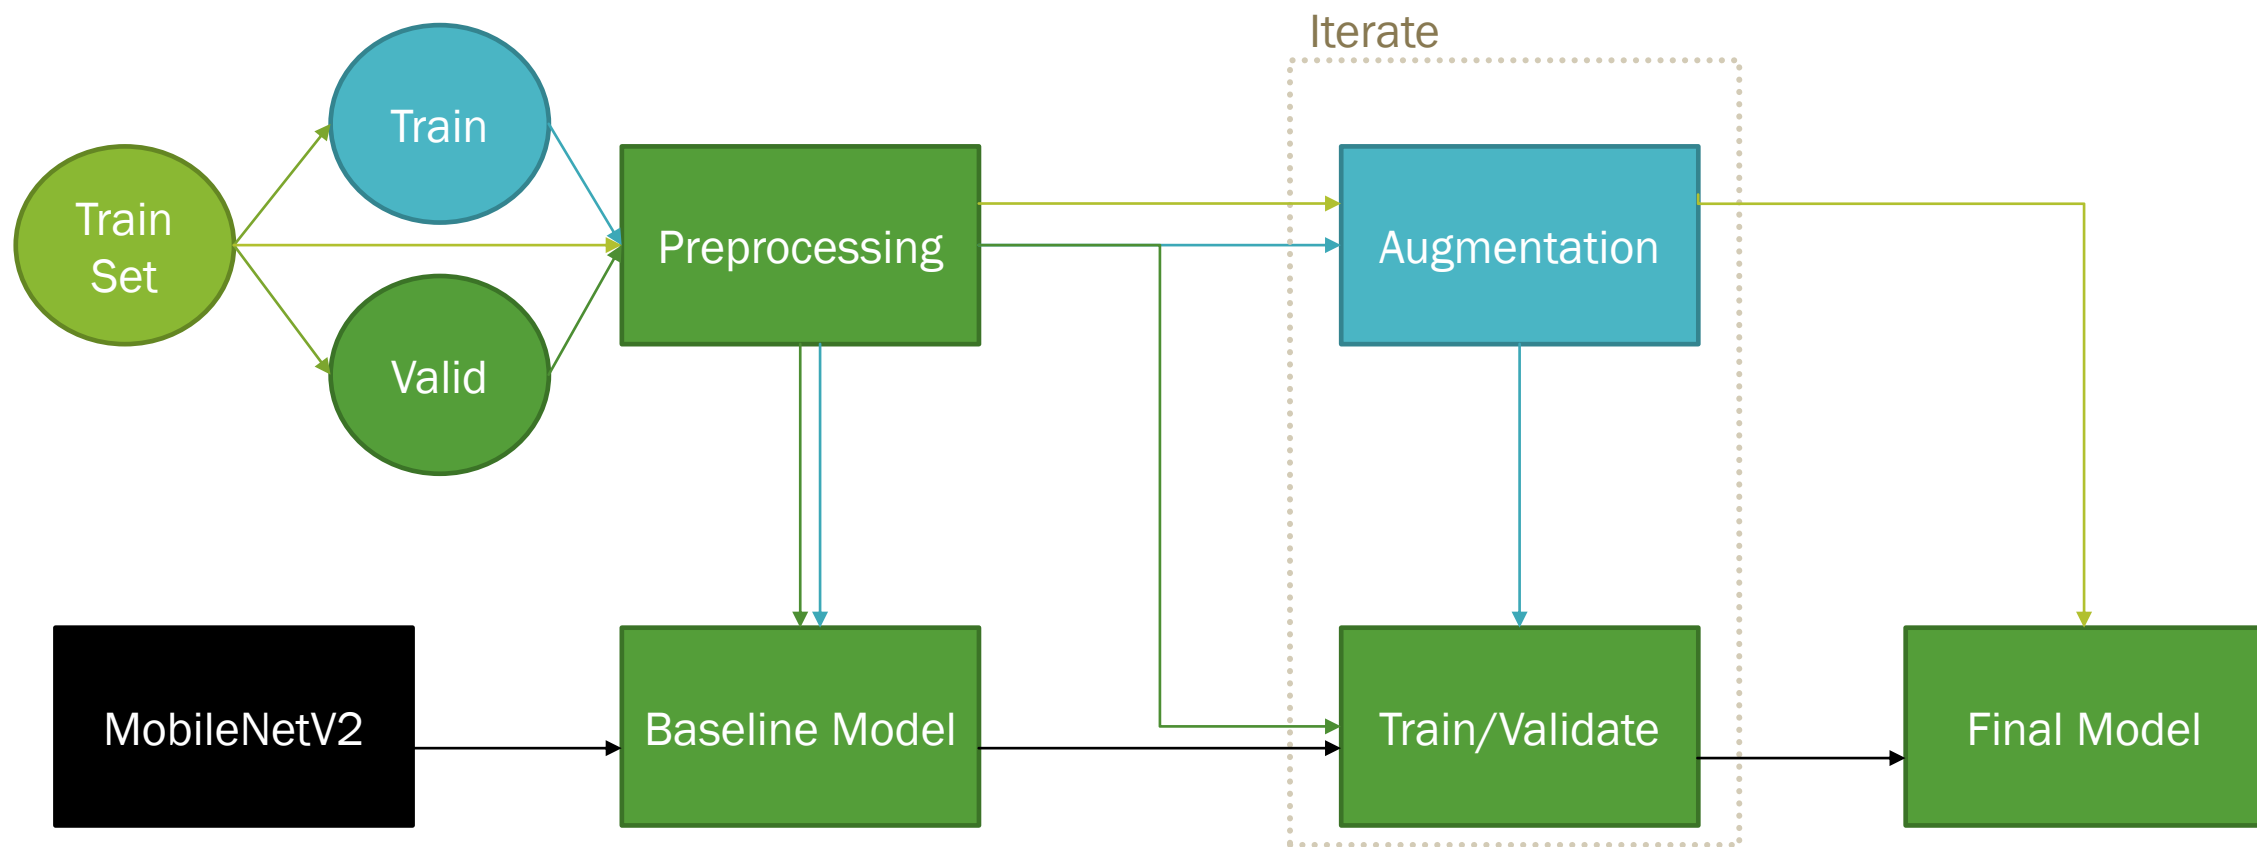 Iterate
Train
Train
Set
Preprocessing
Augmentation
Valid
MobileNetV2
Baseline Model
Train/Validate
Final Model